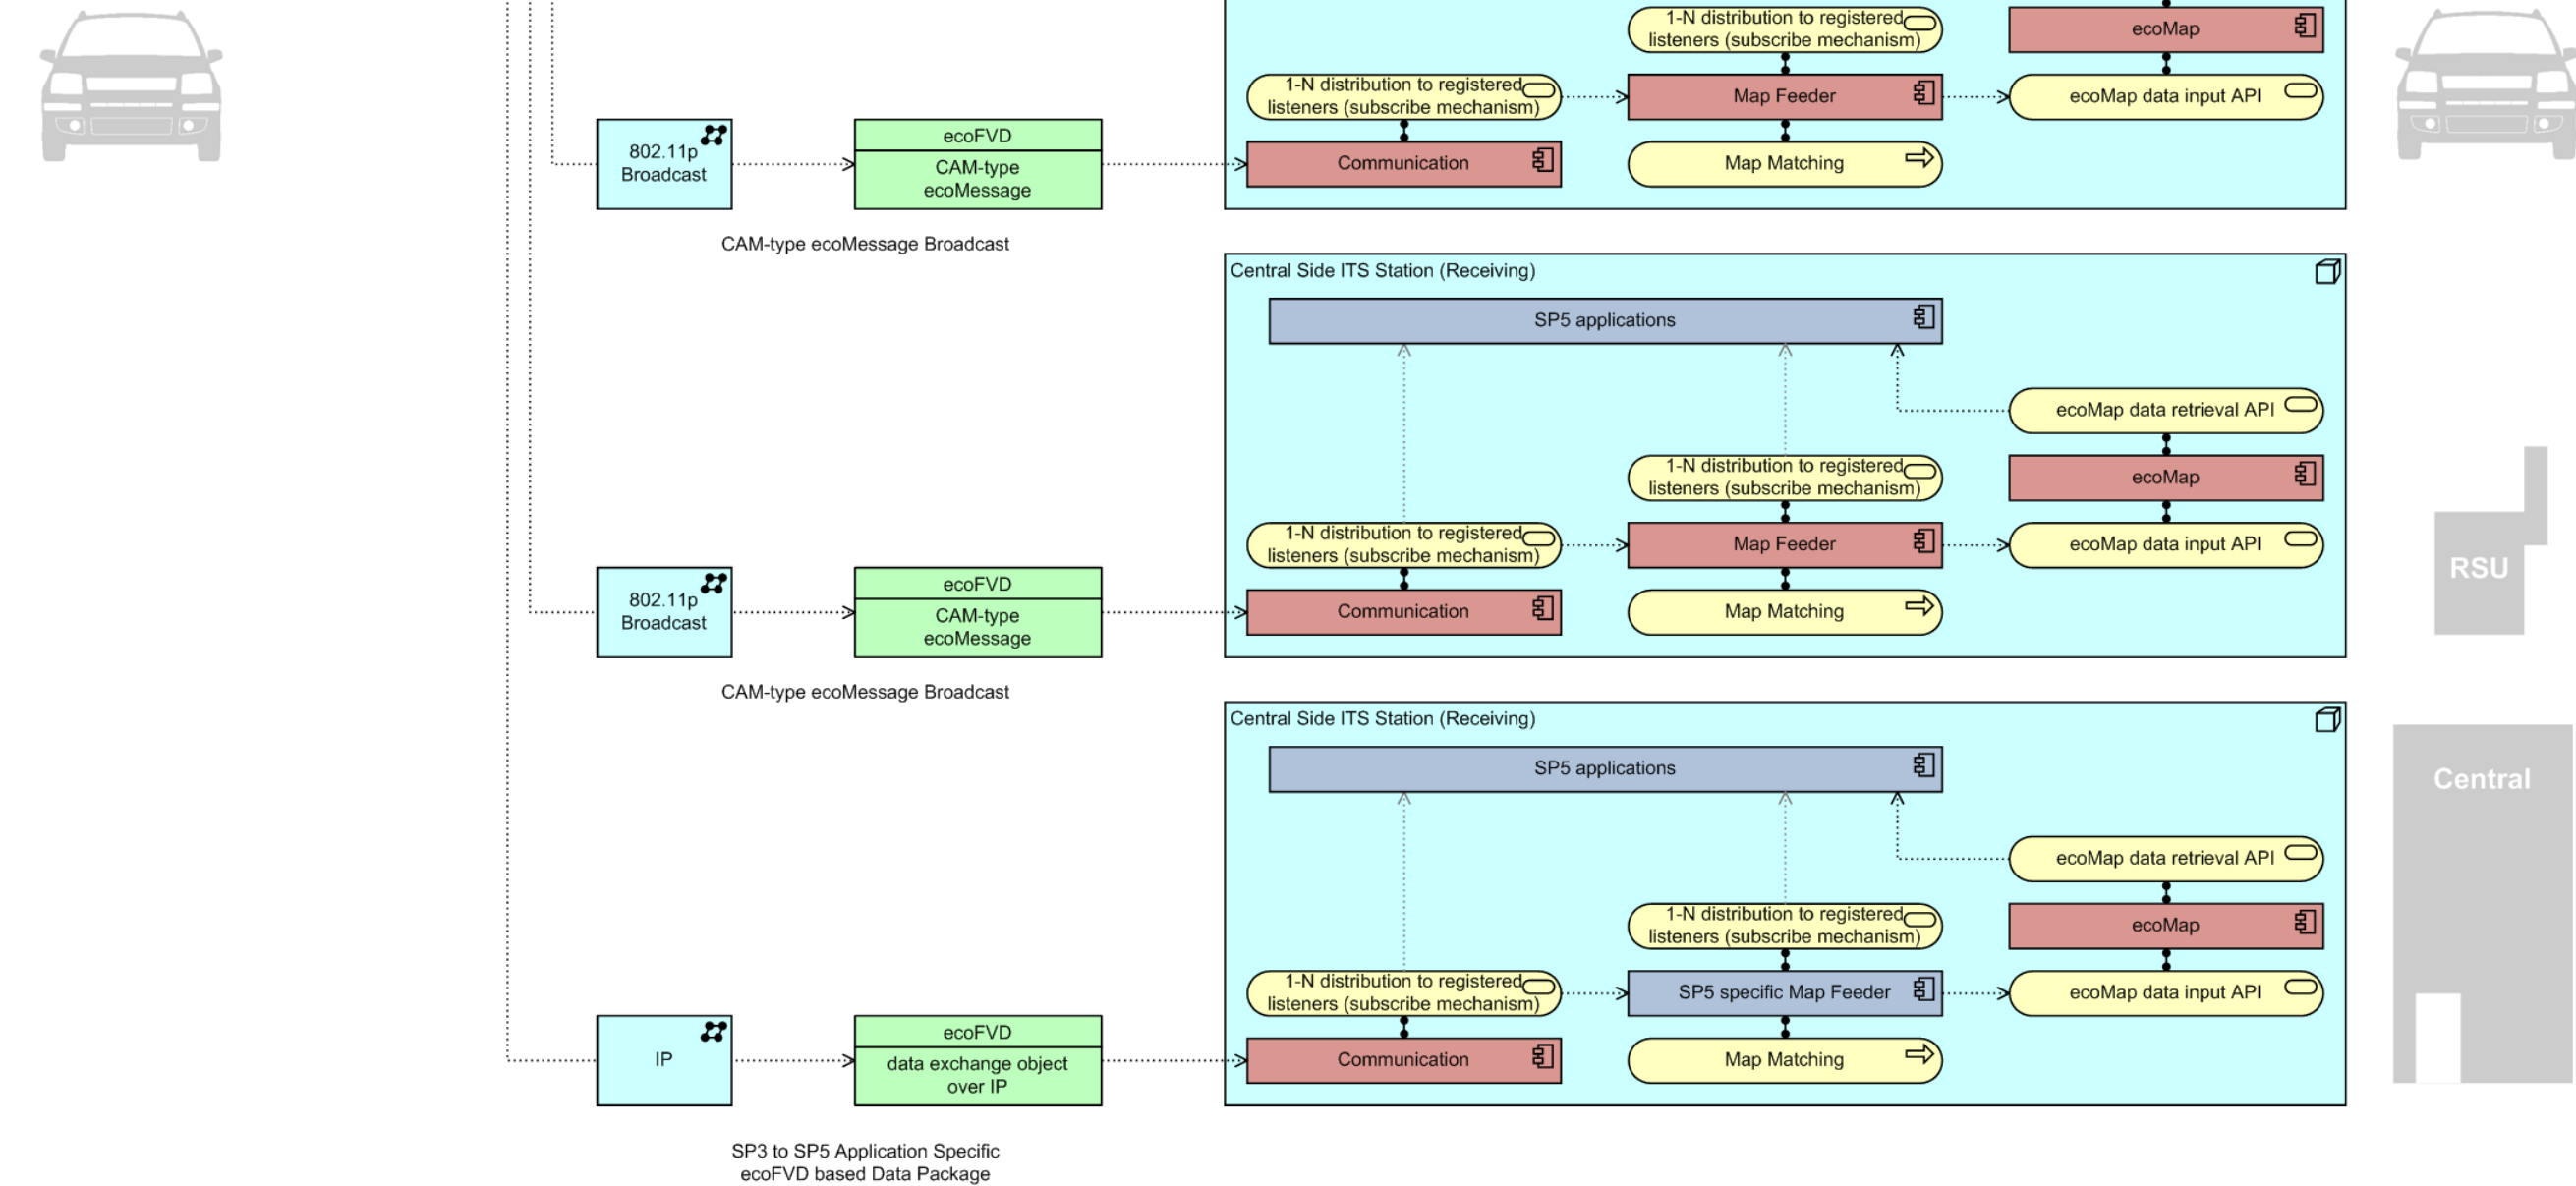 1-N distribution to registered
listeners (subscribe mechanism)
ecoMap
1-N distribution to registered
listeners (subscribe mechanism)
Map Feeder
ecoMap data input API
802.11p
Broadcast
ecoFVD
CAM-type
ecoMessage
Communication
Map Matching
CAM-type ecoMessage Broadcast
Central Side ITS Station (Receiving)
SP5 applications
ecoMap data retrieval API
1-N distribution to registered
listeners (subscribe mechanism)
ecoMap
1-N distribution to registered
listeners (subscribe mechanism)
Map Feeder
ecoMap data input API
RSU
802.11p
Broadcast
ecoFVD
CAM-type
ecoMessage
Communication
Map Matching
CAM-type ecoMessage Broadcast
Central Side ITS Station (Receiving)
SP5 applications
Central
ecoMap data retrieval API
1-N distribution to registered
listeners (subscribe mechanism)
ecoMap
1-N distribution to registered
listeners (subscribe mechanism)
SP5 specific Map Feeder
ecoMap data input API
IP
ecoFVD
data exchange object
over IP
Communication
Map Matching
SP3 to SP5 Application Specific
ecoFVD based Data Package